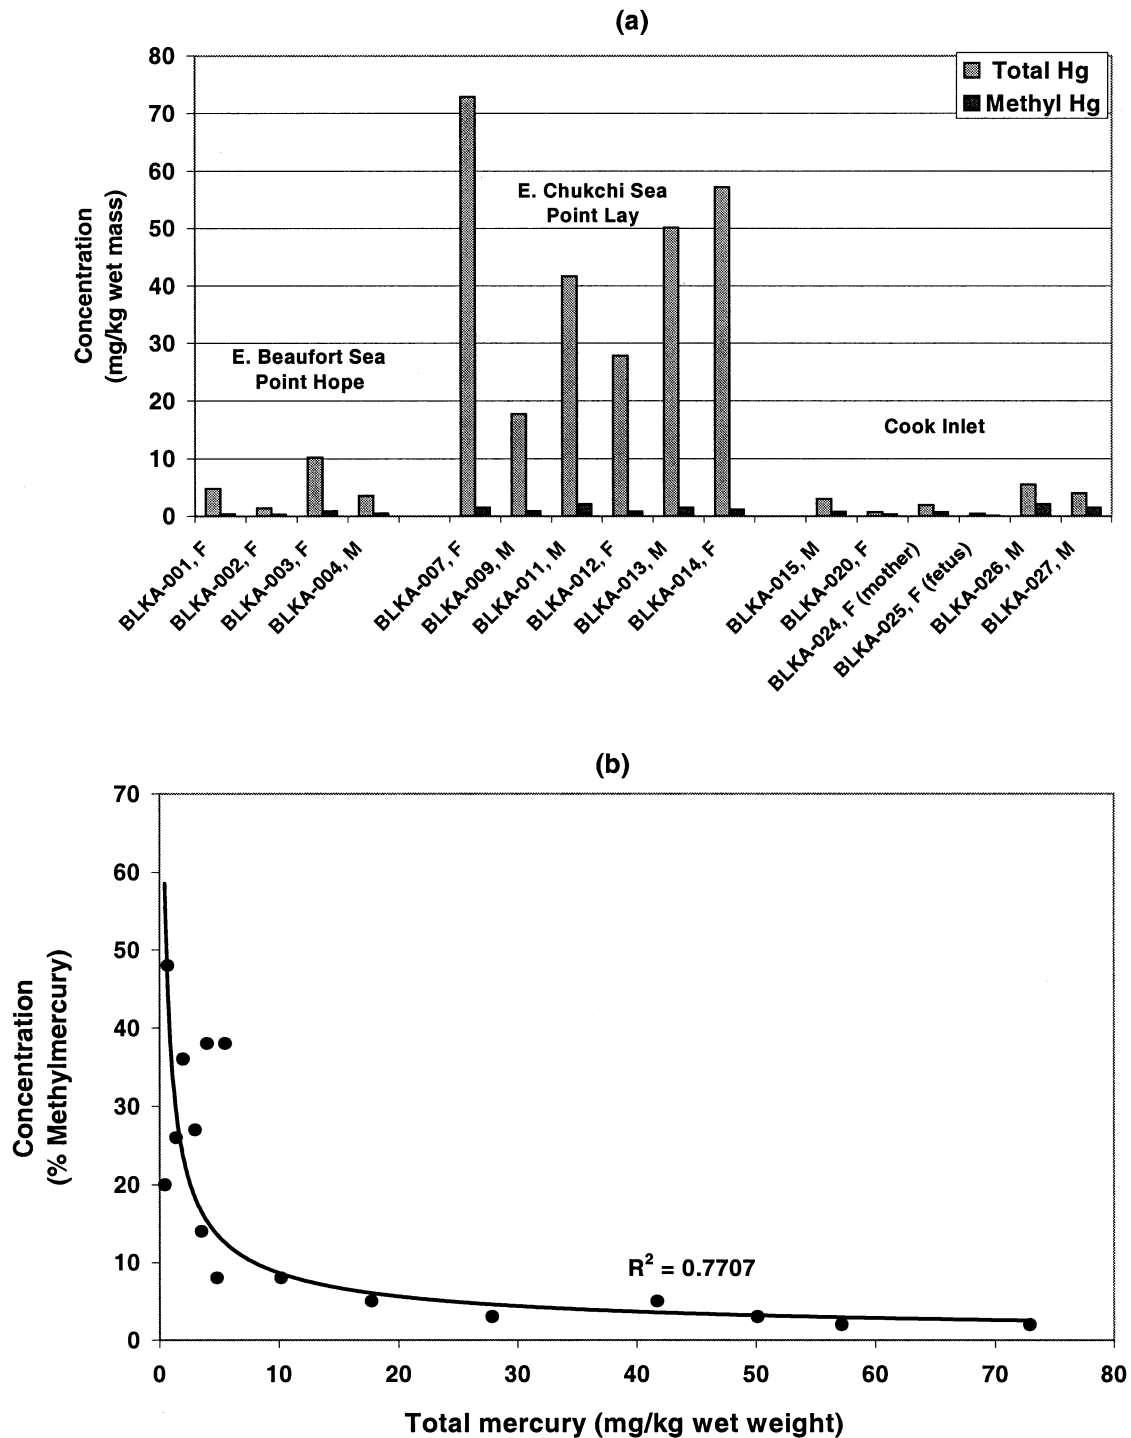 (a)
80
70
60
50
40
30
20
10
0
Concentration
(mg/kg wet mass)
Total Hg
Methyl Hg
E. Beaufort Sea
Point Hope
E. Chukchi Sea
Point Lay
Cook Inlet
BLKA-001, F
BLKA-002, F
BLKA-003, F
BLKA-004, M
BLKA-007, F
BLKA-009, M
BLKA-011, M
BLKA-012, F
BLKA-013, M
BLKA-014, F
BLKA-015, M
BLKA-020, F
BLKA-024, F (mother)
BLKA-025, F (fetus)
BLKA-026, M
BLKA-027, M
(b)
70
60
50
40
30
20
10
0
Concentration
(% Methylmercury)
R² = 0.7707
0 10 20 30 40 50 60 70 80
Total mercury (mg/kg wet weight)